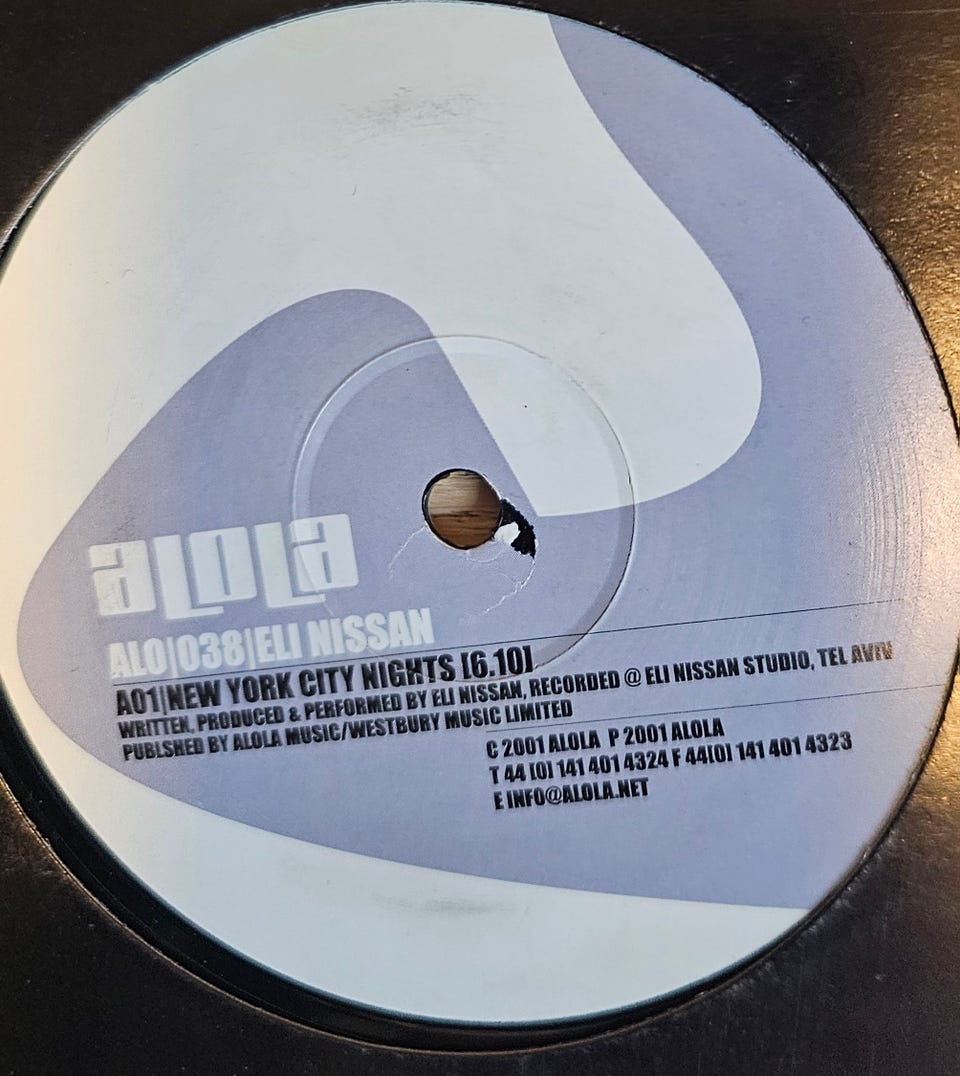 aLoLa
ALO|038|ELI NISSAN
A01|NEW YORK CITY NIGHTS [6.10]
WRITTEN, PRODUCED & PERFORMED BY ELI NISSAN, RECORDED @ ELI NISSAN STUDIO, TEL AVIV
PUBLSHED BY ALOLA MUSIC/WESTBURY MUSIC LIMITED
C 2001 ALOLA P 2001 ALOLA
T 44 [0] 141 401 4324 F 44[0] 141 401 4323
E INFO@ALOLA.NET